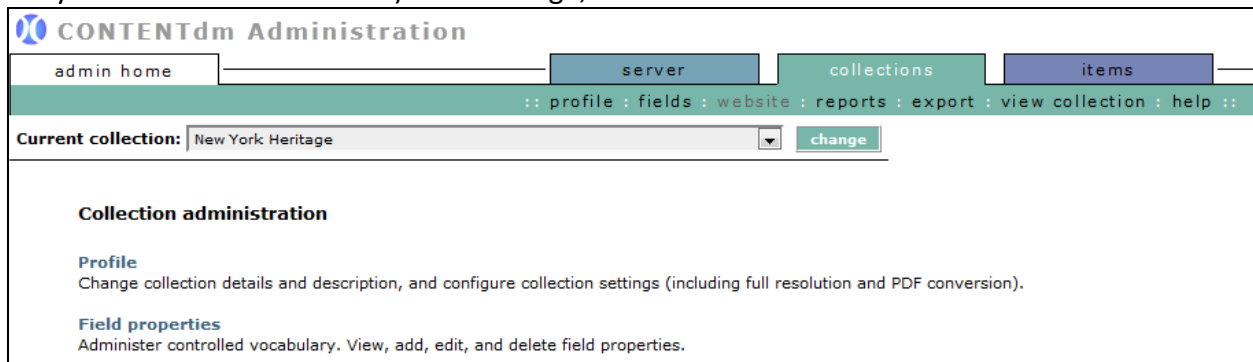 CONTENTdm Administration
admin home server collections items
:: profile : fields : website : reports : export : view collection : help ::
Current collection: New York Heritage change
Collection administration
Profile
Change collection details and description, and configure collection settings (including full resolution and PDF conversion).
Field properties
Administer controlled vocabulary. View, add, edit, and delete field properties.